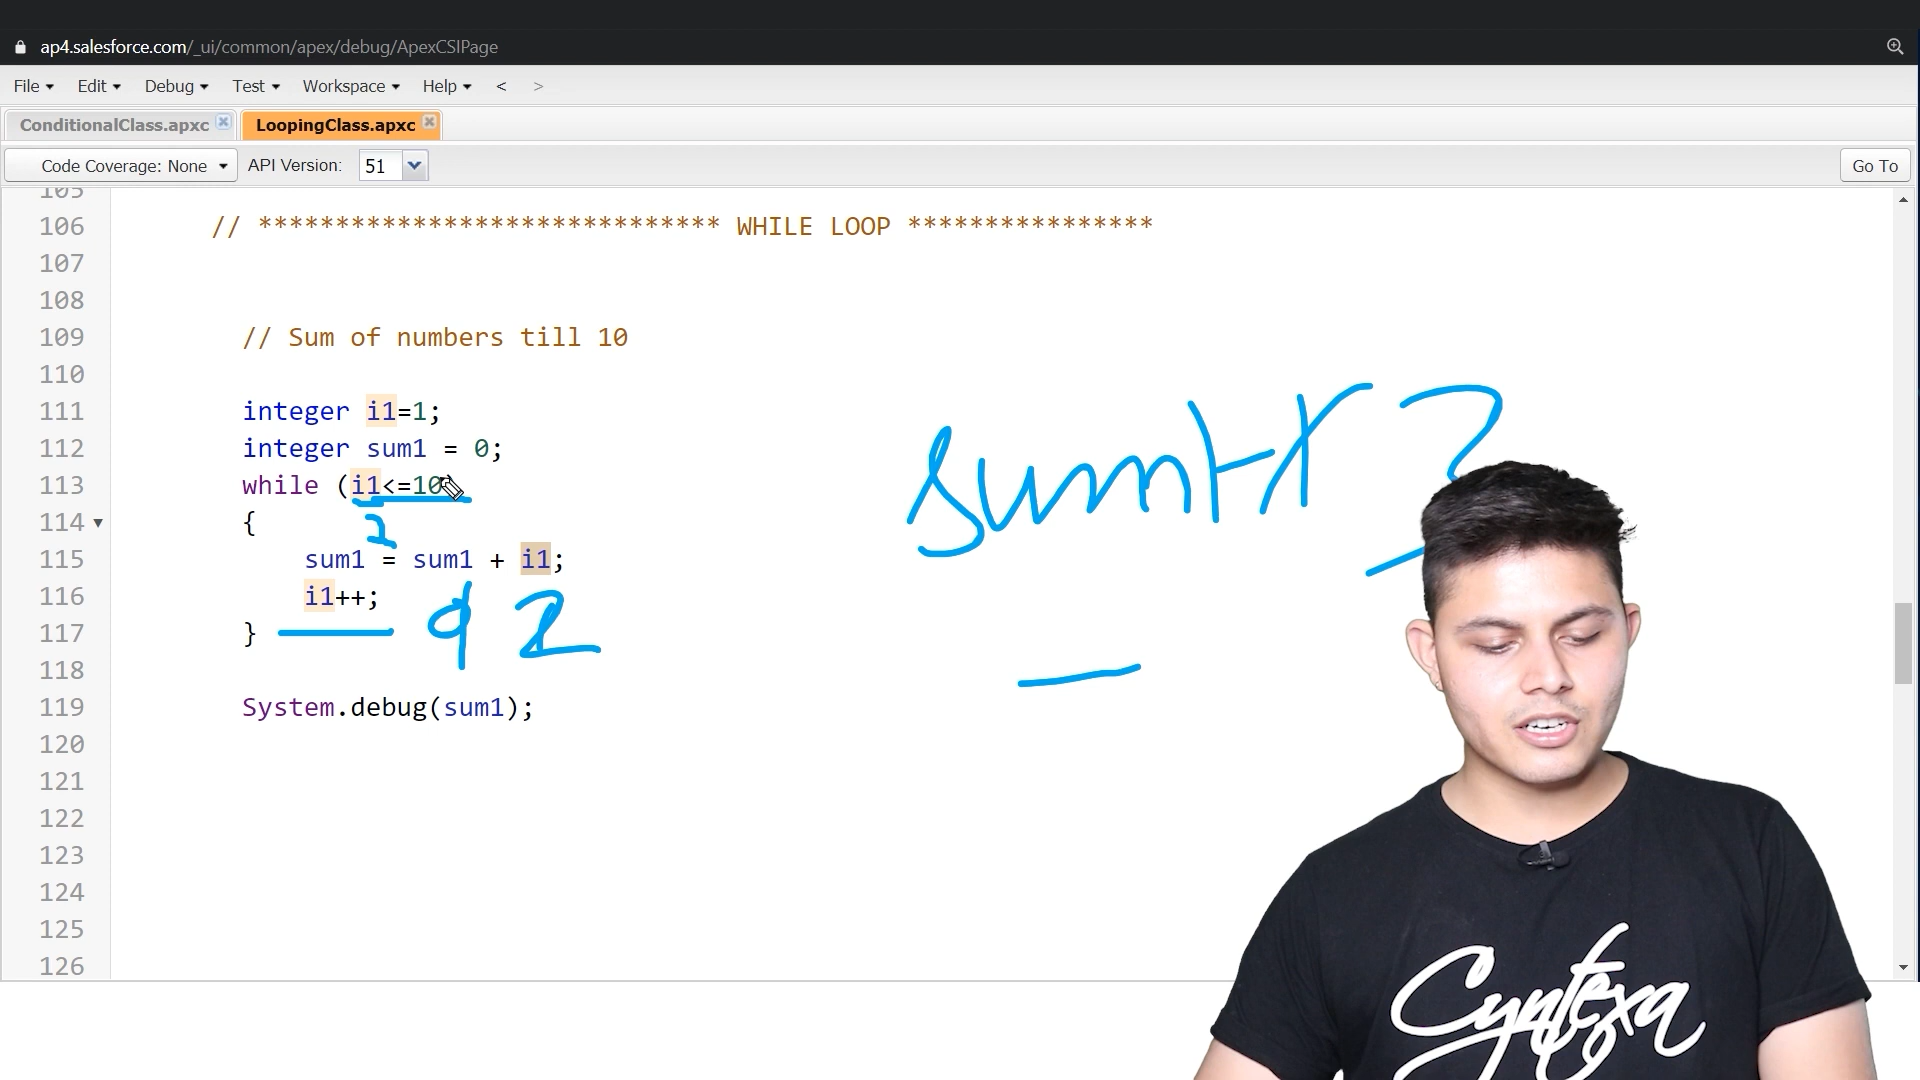 ap4.salesforce.com/_ui/common/apex/debug/ApexCSIPage
File Edit Debug Test Workspace Help < >
ConditionalClass.apxc LoopingClass.apxc
Code Coverage: None API Version: 51 Go To
105
106 // ****************************** WHILE LOOP ****************
107
108
109 // Sum of numbers till 10
110
111 integer i1=1;
112 integer sum1 = 0;
113 while (i1<=10)
114 {
2
115 sum1 = sum1 + i1;
116 i1++;
117 }
2
118
119 System.debug(sum1);
120
121
122
123
124
125
126
Cyntexa